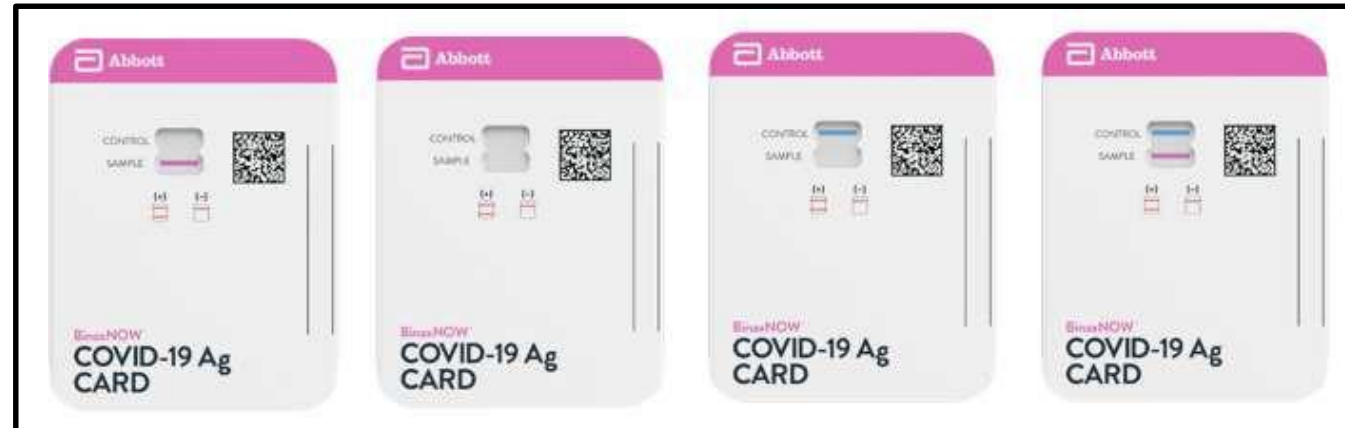 Abbott
CONTROL
SAMPLE
(+) (-)
BinaxNOW
COVID-19 Ag
CARD
Abbott
CONTROL
SAMPLE
(+) (-)
BinaxNOW
COVID-19 Ag
CARD
Abbott
CONTROL
SAMPLE
(+) (-)
BinaxNOW
COVID-19 Ag
CARD
Abbott
CONTROL
SAMPLE
(+) (-)
BinaxNOW
COVID-19 Ag
CARD